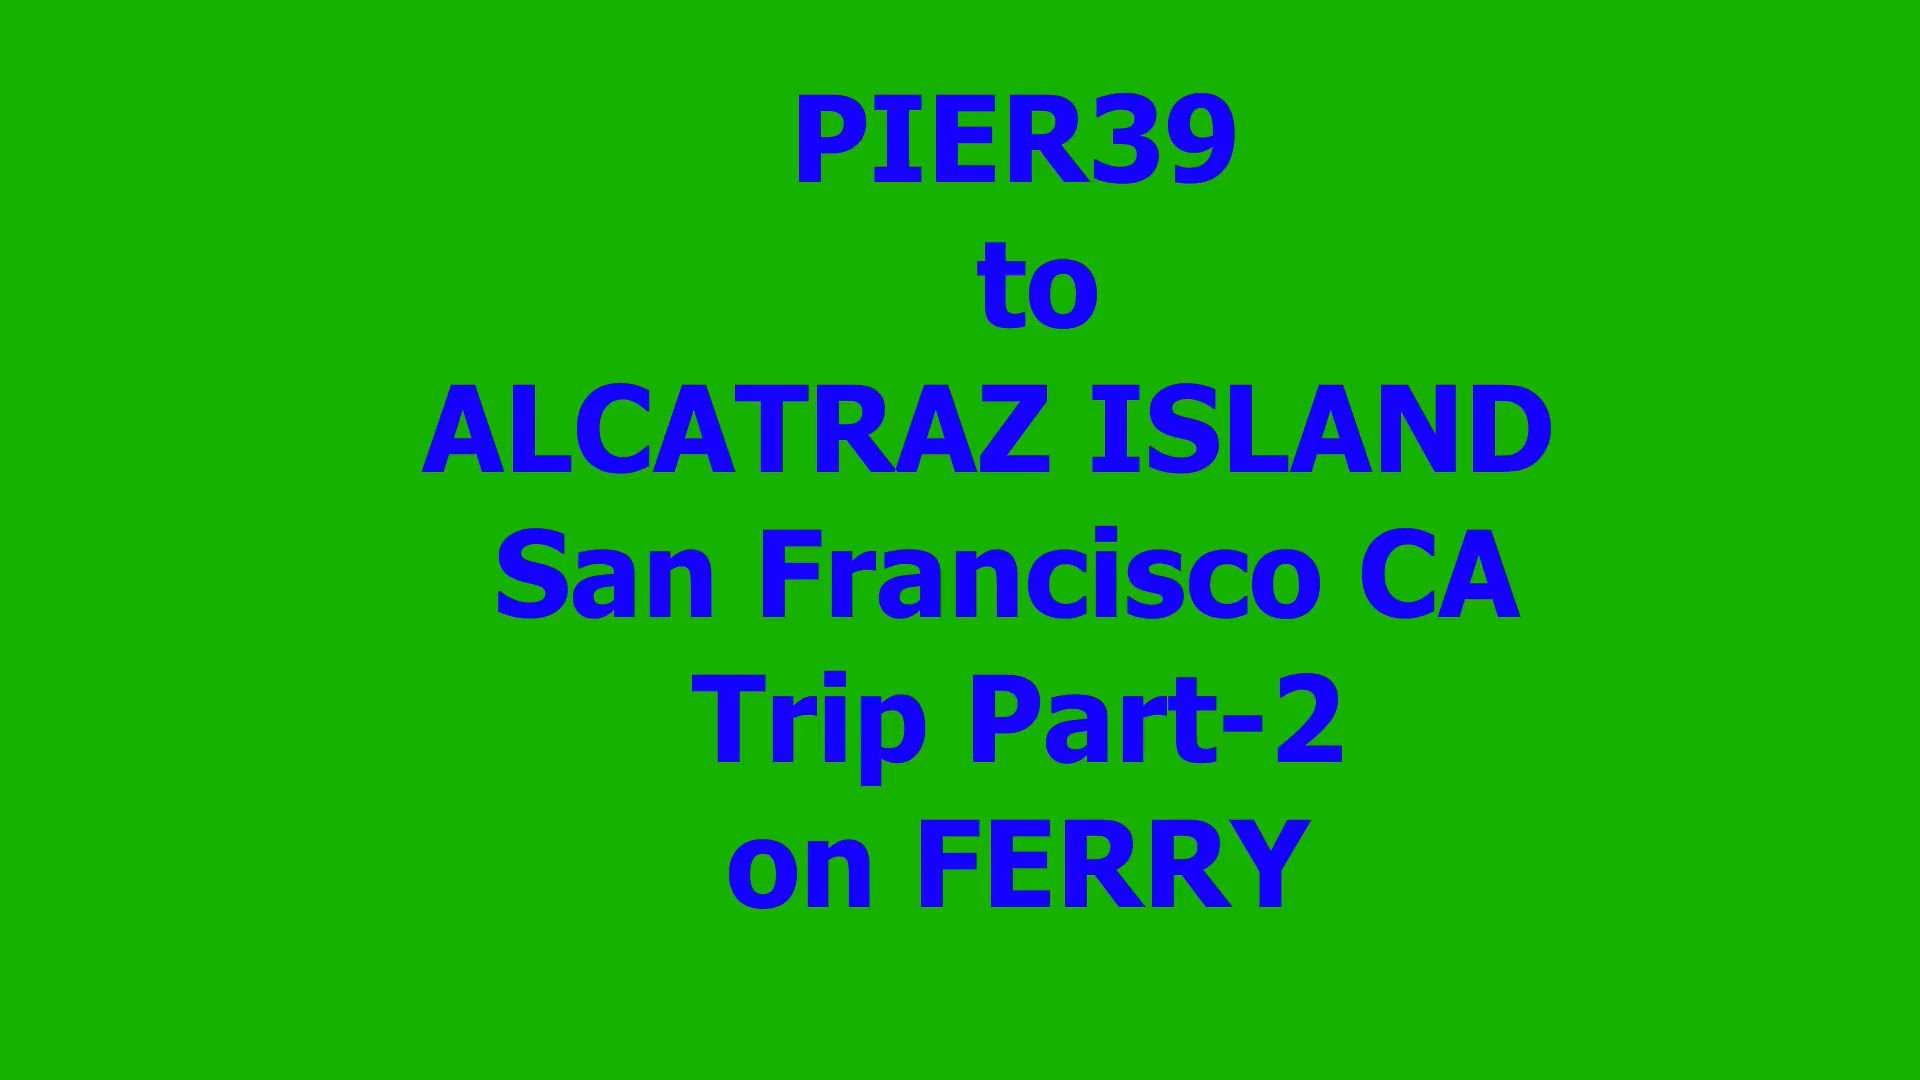 PIER39
to
ALCATRAZ ISLAND
San Francisco CA
Trip Part-2
on FERRY